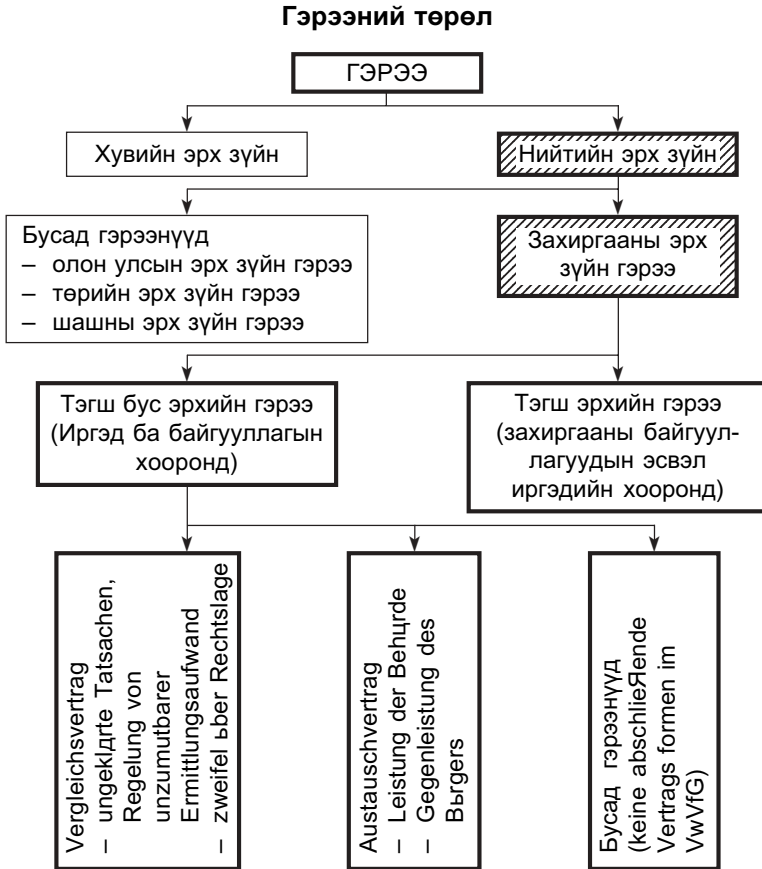 Гэрээний төрөл
ГЭРЭЭ
Хувийн эрх зүйн
Нийтийн эрх зүйн
Бусад гэрээнүүд
– олон улсын эрх зүйн гэрээ
– төрийн эрх зүйн гэрээ
– шашны эрх зүйн гэрээ
Захиргааны эрх
зүйн гэрээ
Тэгш бус эрхийн гэрээ
(Иргэд ба байгууллагын
хооронд)
Тэгш эрхийн гэрээ
(захиргааны байгуул-
лагуудын эсвэл
иргэдийн хооронд)
Vergleichsvertrag
– ungeklдrte Tatsachen,
Regelung von
unzumutbarer
Ermittlungsaufwand
– zweifel ьber Rechtslage
Austauschvertrag
– Leistung der Behцrde
– Gegenleistung des
Bьrgers
Бусад гэрээнүүд
(keine abschlieЯende
Vertrags formen im
VwVfG)